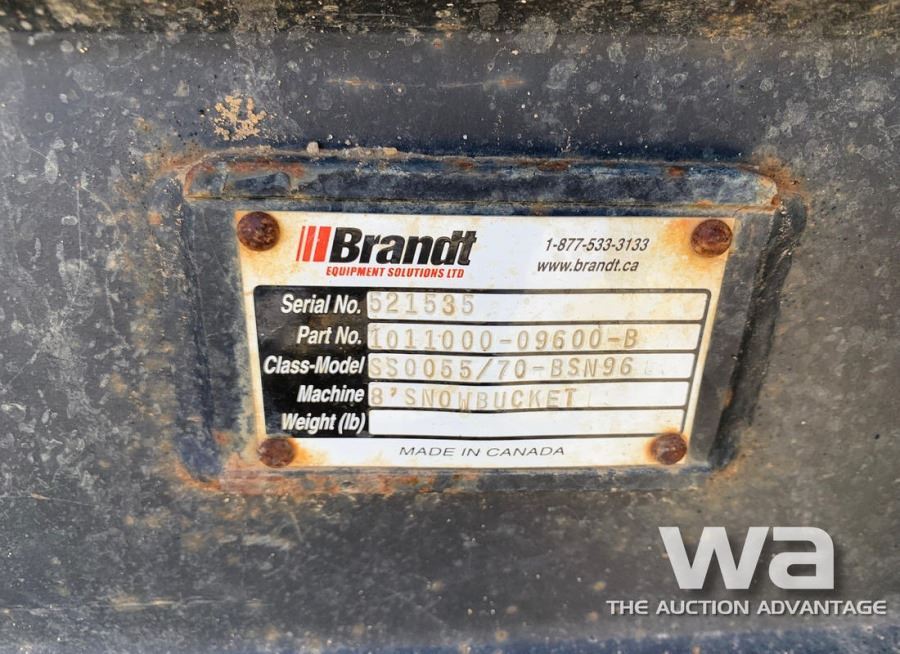 Brandt
EQUIPMENT SOLUTIONS LTD
1-877-533-3133
www.brandt.ca
Serial No. 521535
Part No. 1011000-09600-B
Class-Model SS0055/70-BSN96
Machine 8'SNOWBUCKET
Weight (lb)
MADE IN CANADA
wa
THE AUCTION ADVANTAGE